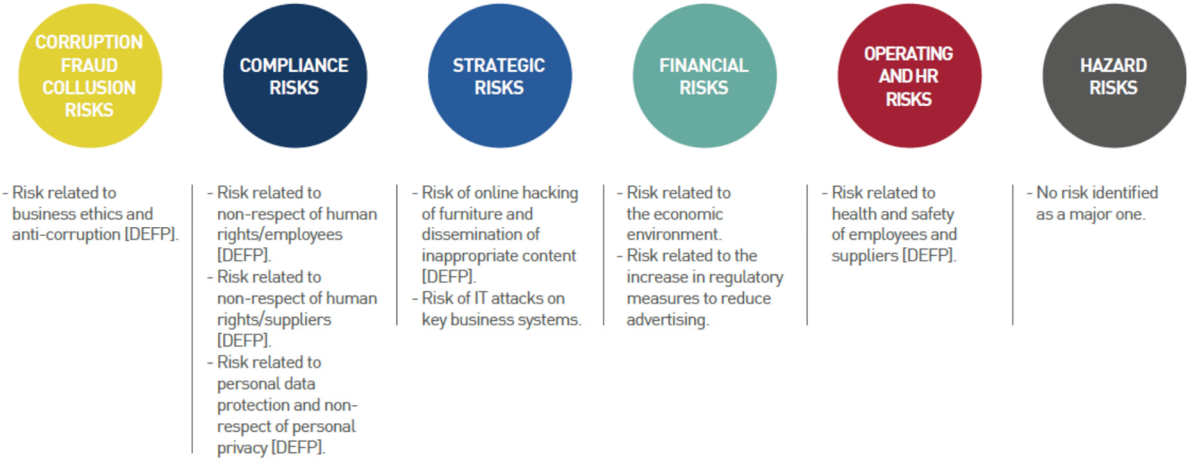 CORRUPTION
FRAUD
COLLUSION
RISKS
COMPLIANCE
RISKS
STRATEGIC
RISKS
FINANCIAL
RISKS
OPERATING
AND HR
RISKS
HAZARD
RISKS
- Risk related to
business ethics and
anti-corruption [DEFP].
- Risk related to
non-respect of human
rights/employees
[DEFP].
- Risk related to
non-respect of human
rights/suppliers
[DEFP].
- Risk related to
personal data
protection and non-
respect of personal
privacy [DEFP].
- Risk of online hacking
of furniture and
dissemination of
inappropriate content
[DEFP].
- Risk of IT attacks on
key business systems.
- Risk related to
the economic
environment.
- Risk related to the
increase in regulatory
measures to reduce
advertising.
- Risk related to
health and safety
of employees and
suppliers [DEFP].
- No risk identified
as a major one.